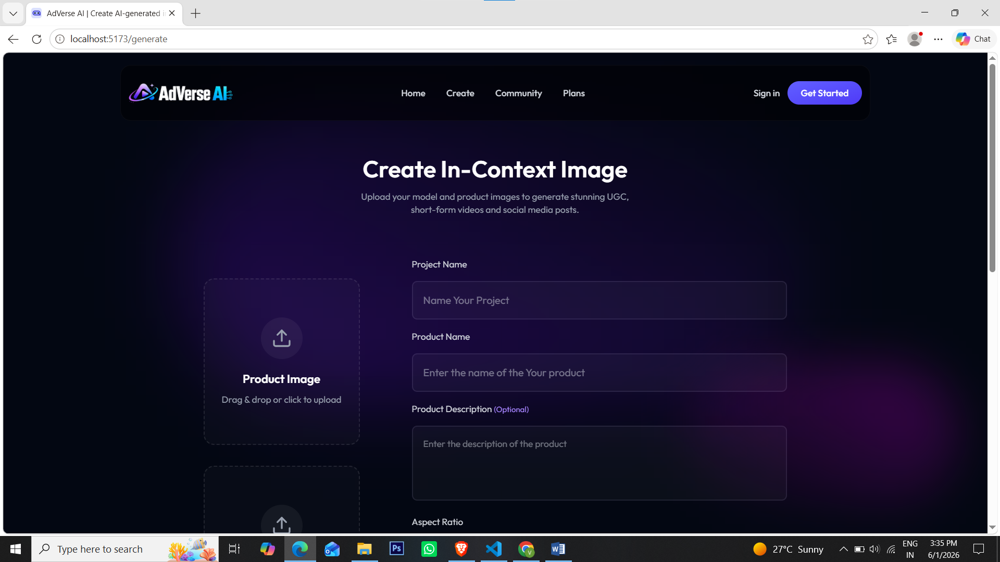 AdVerse AI | Create AI-generated i
localhost:5173/generate
Chat
AdVerse AI
Home
Create
Community
Plans
Sign in
Get Started
Create In-Context Image
Upload your model and product images to generate stunning UGC,
short-form videos and social media posts.
Product Image
Drag & drop or click to upload
Project Name
Name Your Project
Product Name
Enter the name of the Your product
Product Description (Optional)
Enter the description of the product
Aspect Ratio
Type here to search
Ps
27°C Sunny
ENG
IN
3:35 PM
6/1/2026